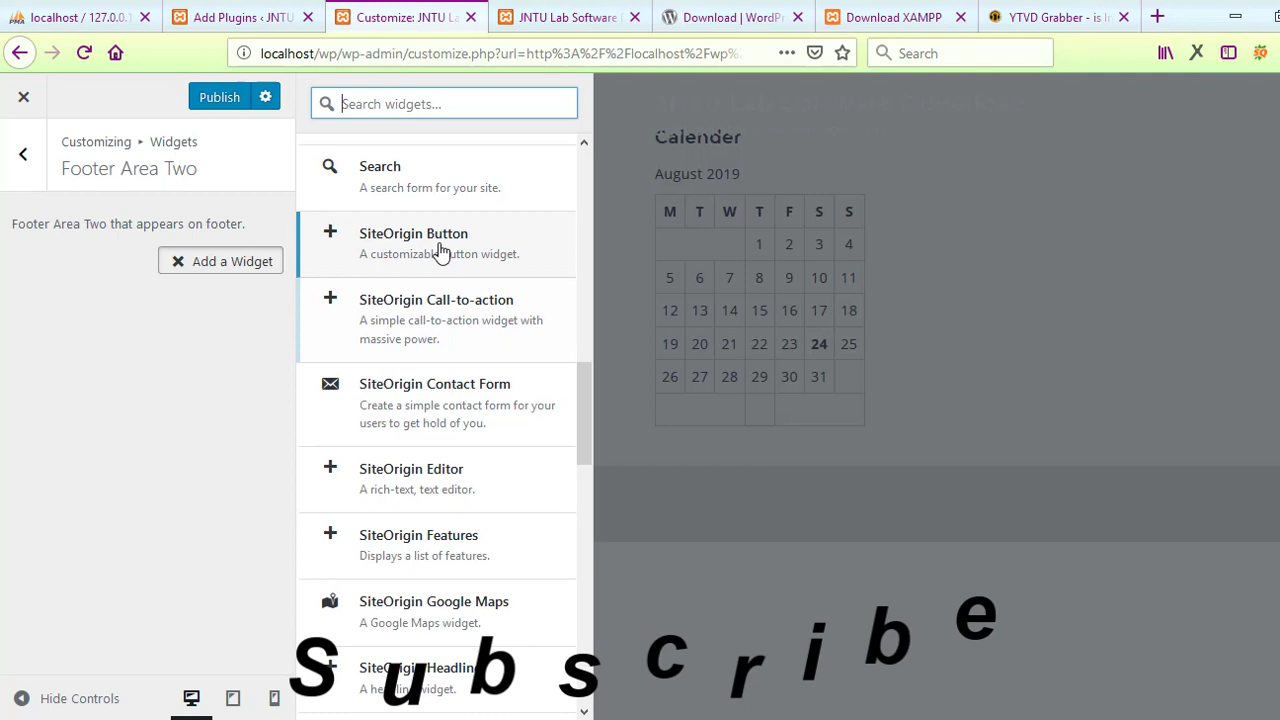 localhost / 127.0.0.1
Add Plugins ‹ JNTU
Customize: JNTU La
JNTU Lab Software
Download | WordPr
Download XAMPP
YTVD Grabber - is In
localhost/wp/wp-admin/customize.php?url=http%3A%2F%2Flocalhost%2Fwp%
Search
Publish
Search widgets...
Customizing ▸ Widgets
Footer Area Two
Footer Area Two that appears on footer.
Add a Widget
Search
A search form for your site.
SiteOrigin Button
A customizable button widget.
SiteOrigin Call-to-action
A simple call-to-action widget with
massive power.
SiteOrigin Contact Form
Create a simple contact form for your
users to get hold of you.
SiteOrigin Editor
A rich-text, text editor.
SiteOrigin Features
Displays a list of features.
SiteOrigin Google Maps
A Google Maps widget.
SiteOrigin Headline
A headline widget.
Hide Controls
Calender
August 2019
M T W T F S S
1 2 3 4
5 6 7 8 9 10 11
12 13 14 15 16 17 18
19 20 21 22 23 24 25
26 27 28 29 30 31
Subscribe